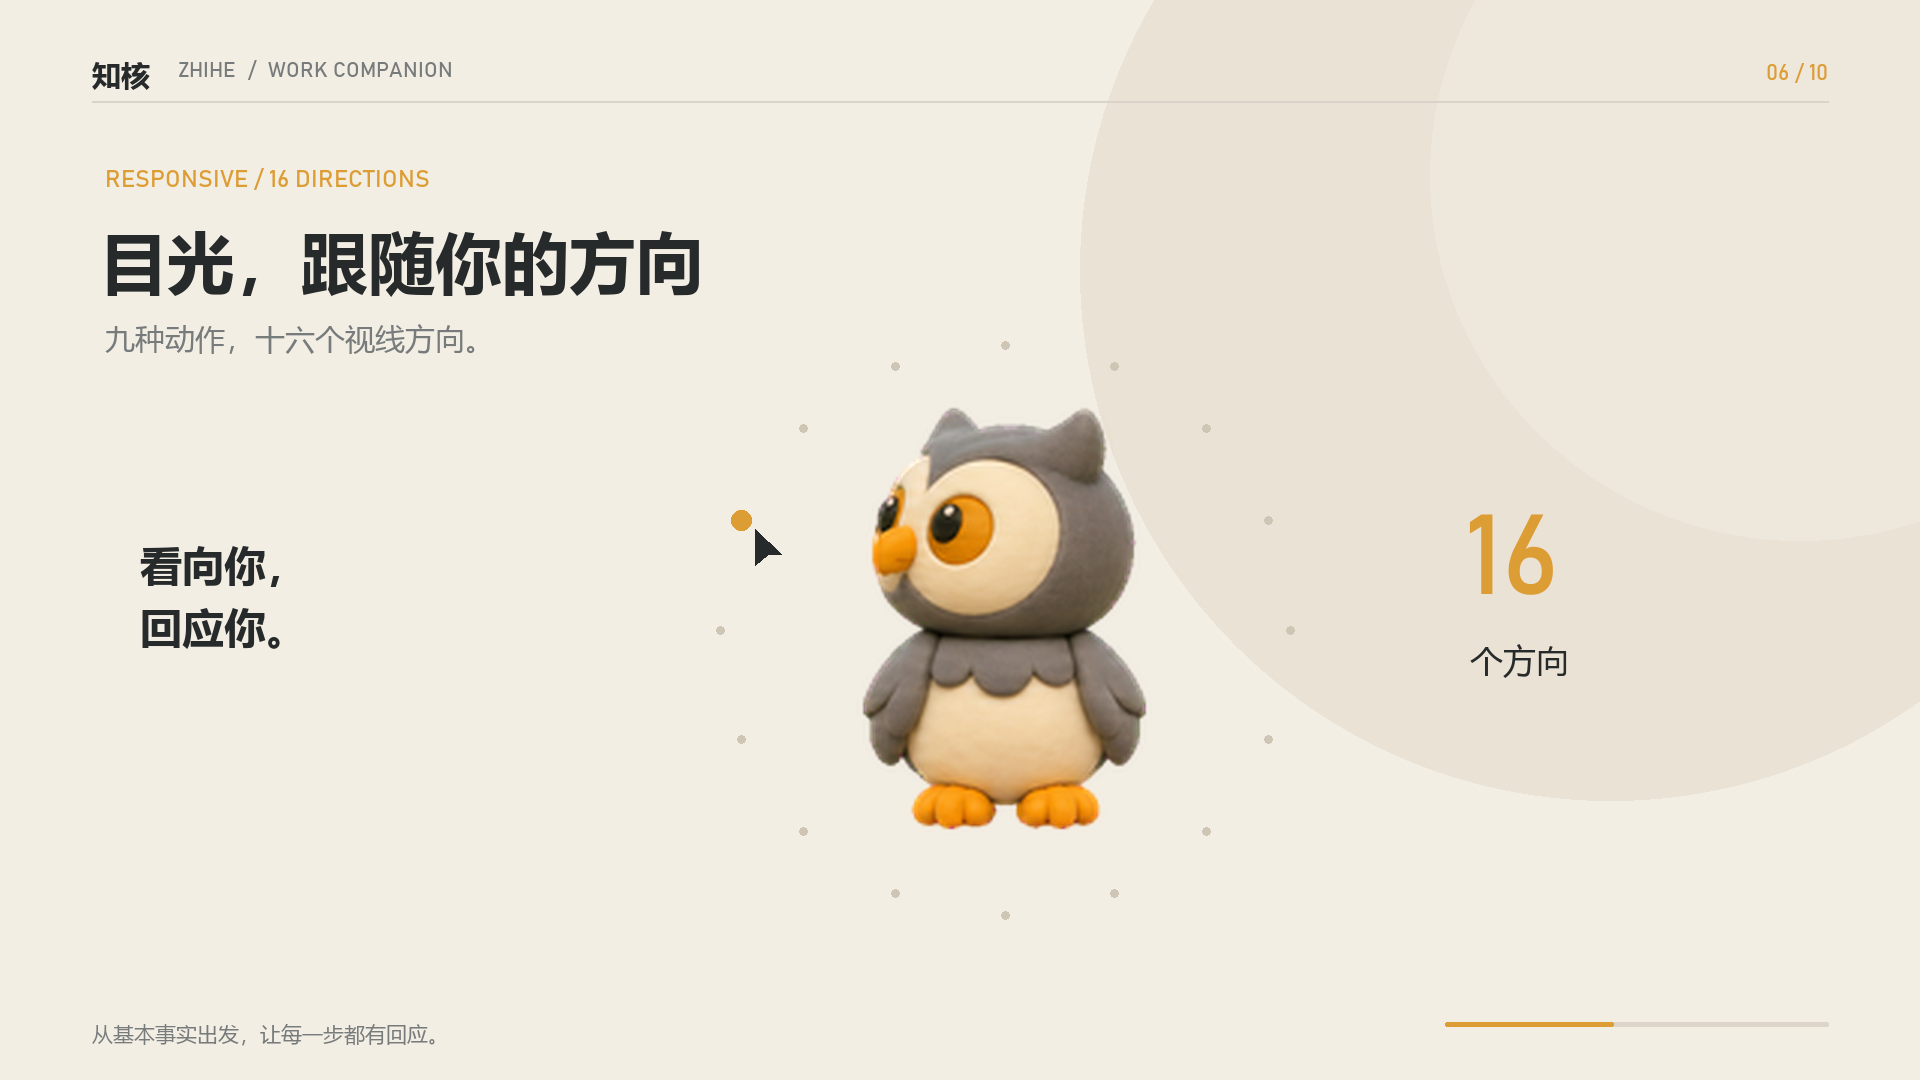 知核 ZHIHE / WORK COMPANION
06 / 10
RESPONSIVE / 16 DIRECTIONS
目光，跟随你的方向
九种动作，十六个视线方向。
看向你，
回应你。
16
个方向
从基本事实出发，让每一步都有回应。